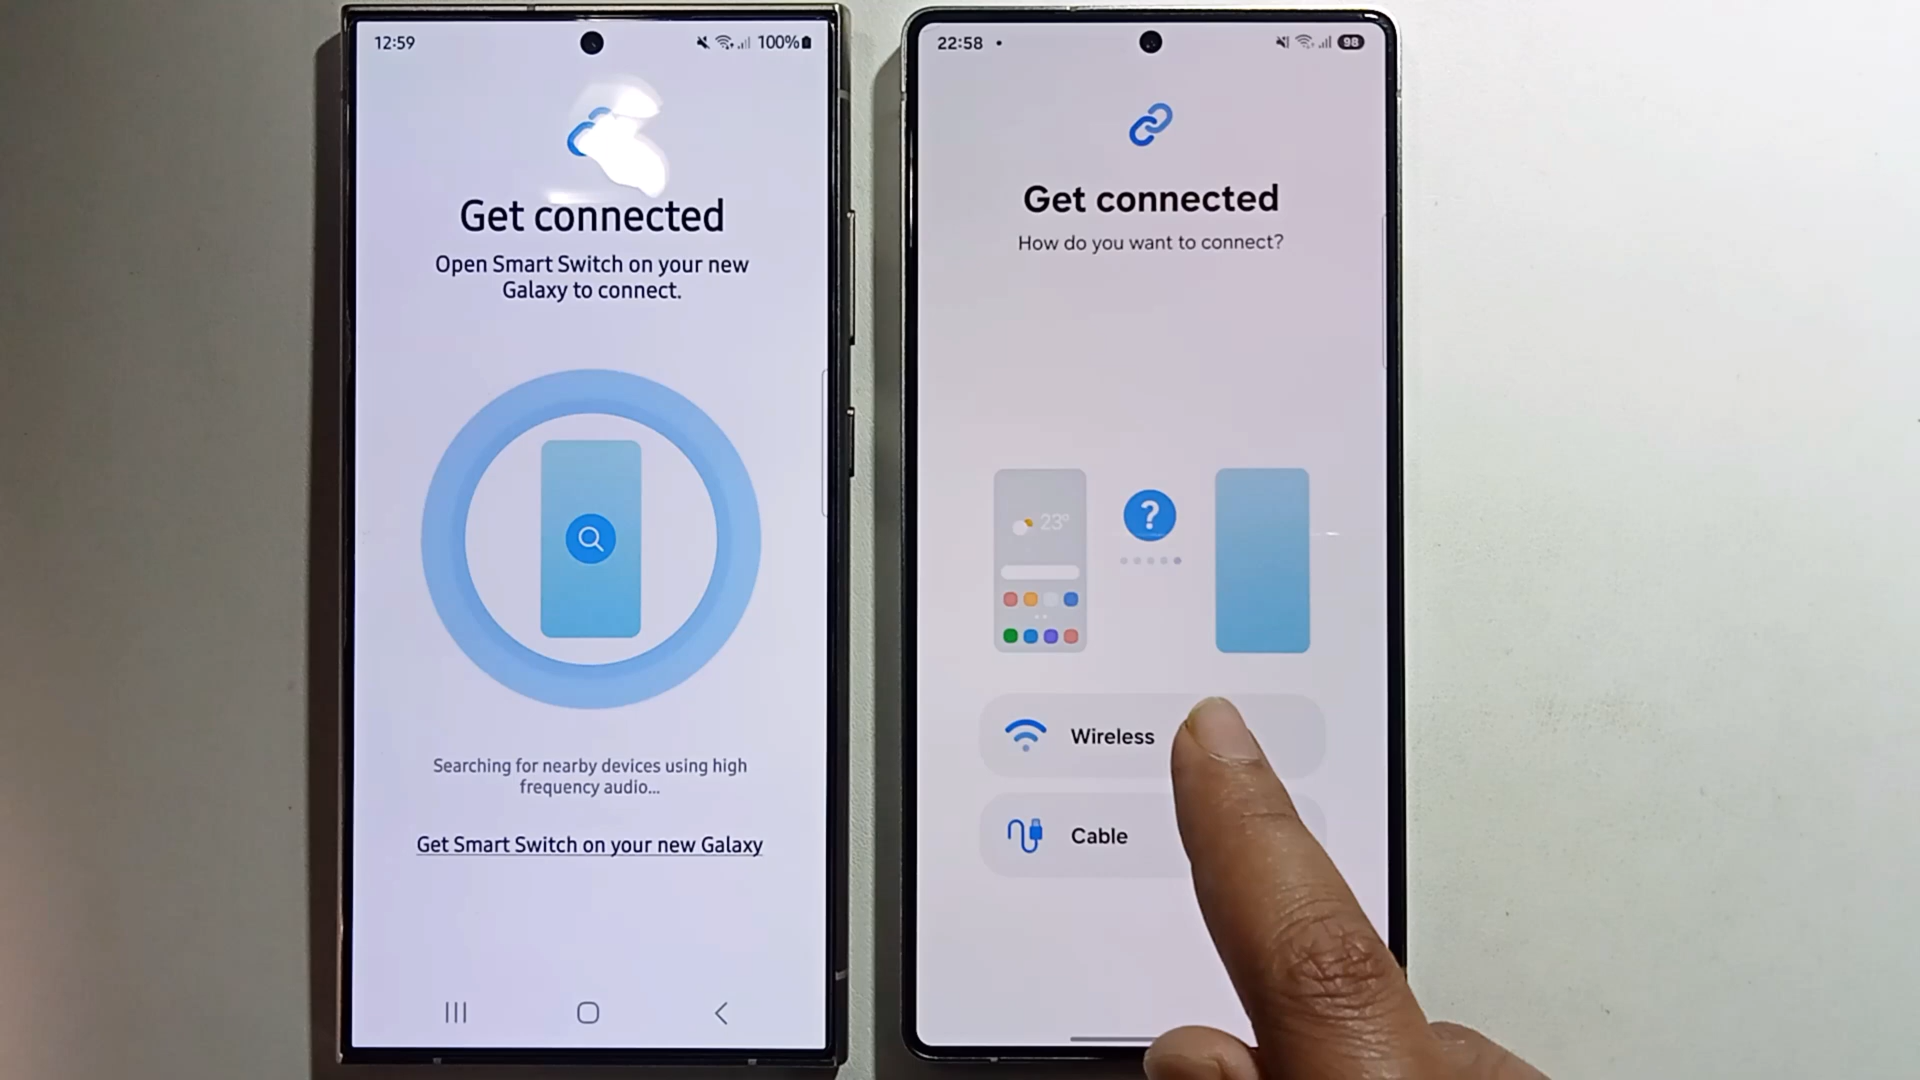 12:59
100%
Get connected
Open Smart Switch on your new
Galaxy to connect.
Searching for nearby devices using high
frequency audio...
Get Smart Switch on your new Galaxy
22:58
98
Get connected
How do you want to connect?
23°
?
Wireless
Cable